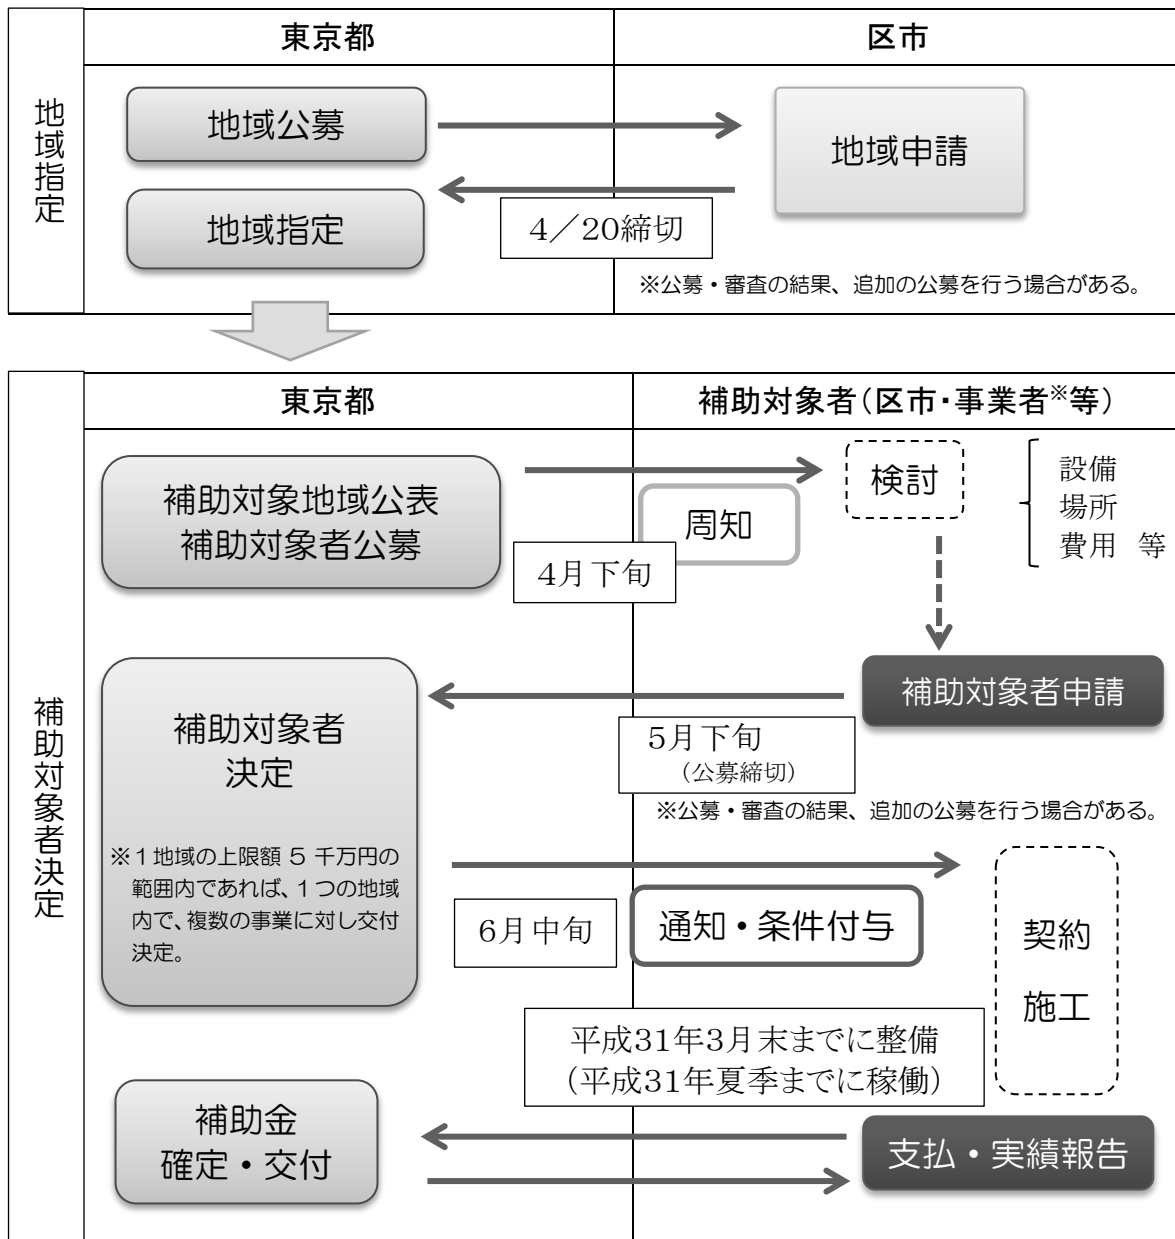 東京都
区市
地域指定
地域公募
地域申請
地域指定
4／20締切
※公募・審査の結果、追加の公募を行う場合がある。
東京都
補助対象者（区市・事業者※等）
補助対象者決定
補助対象地域公表
補助対象者公募
周知
4月下旬
検討
設備
場所
費用 等
補助対象者申請
補助対象者
決定
※１地域の上限額 5 千万円の
範囲内であれば、１つの地域
内で、複数の事業に対し交付
決定。
5月下旬
（公募締切）
※公募・審査の結果、追加の公募を行う場合がある。
6月中旬
通知・条件付与
契約
施工
平成31年3月末までに整備
（平成31年夏季までに稼働）
補助金
確定・交付
支払・実績報告